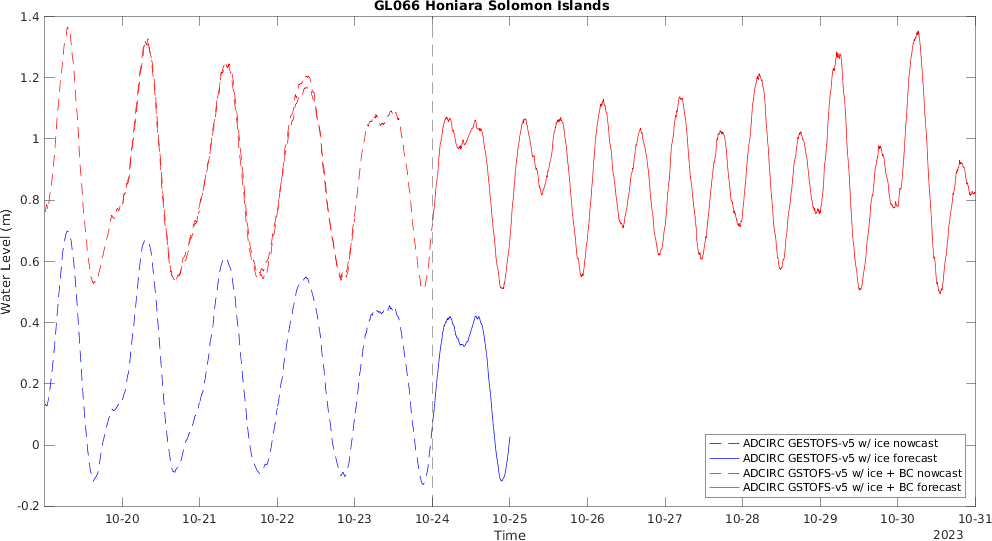 GL066 Honiara Solomon Islands
Water Level (m)
1.4
1.2
1
0.8
0.6
0.4
0.2
0
-0.2
10-20 10-21 10-22 10-23 10-24 10-25 10-26 10-27 10-28 10-29 10-30 10-31
Time
2023
ADCIRC GESTOFS-v5 w/ ice nowcast
ADCIRC GESTOFS-v5 w/ ice forecast
ADCIRC GSTOFS-v5 w/ ice + BC nowcast
ADCIRC GSTOFS-v5 w/ ice + BC forecast